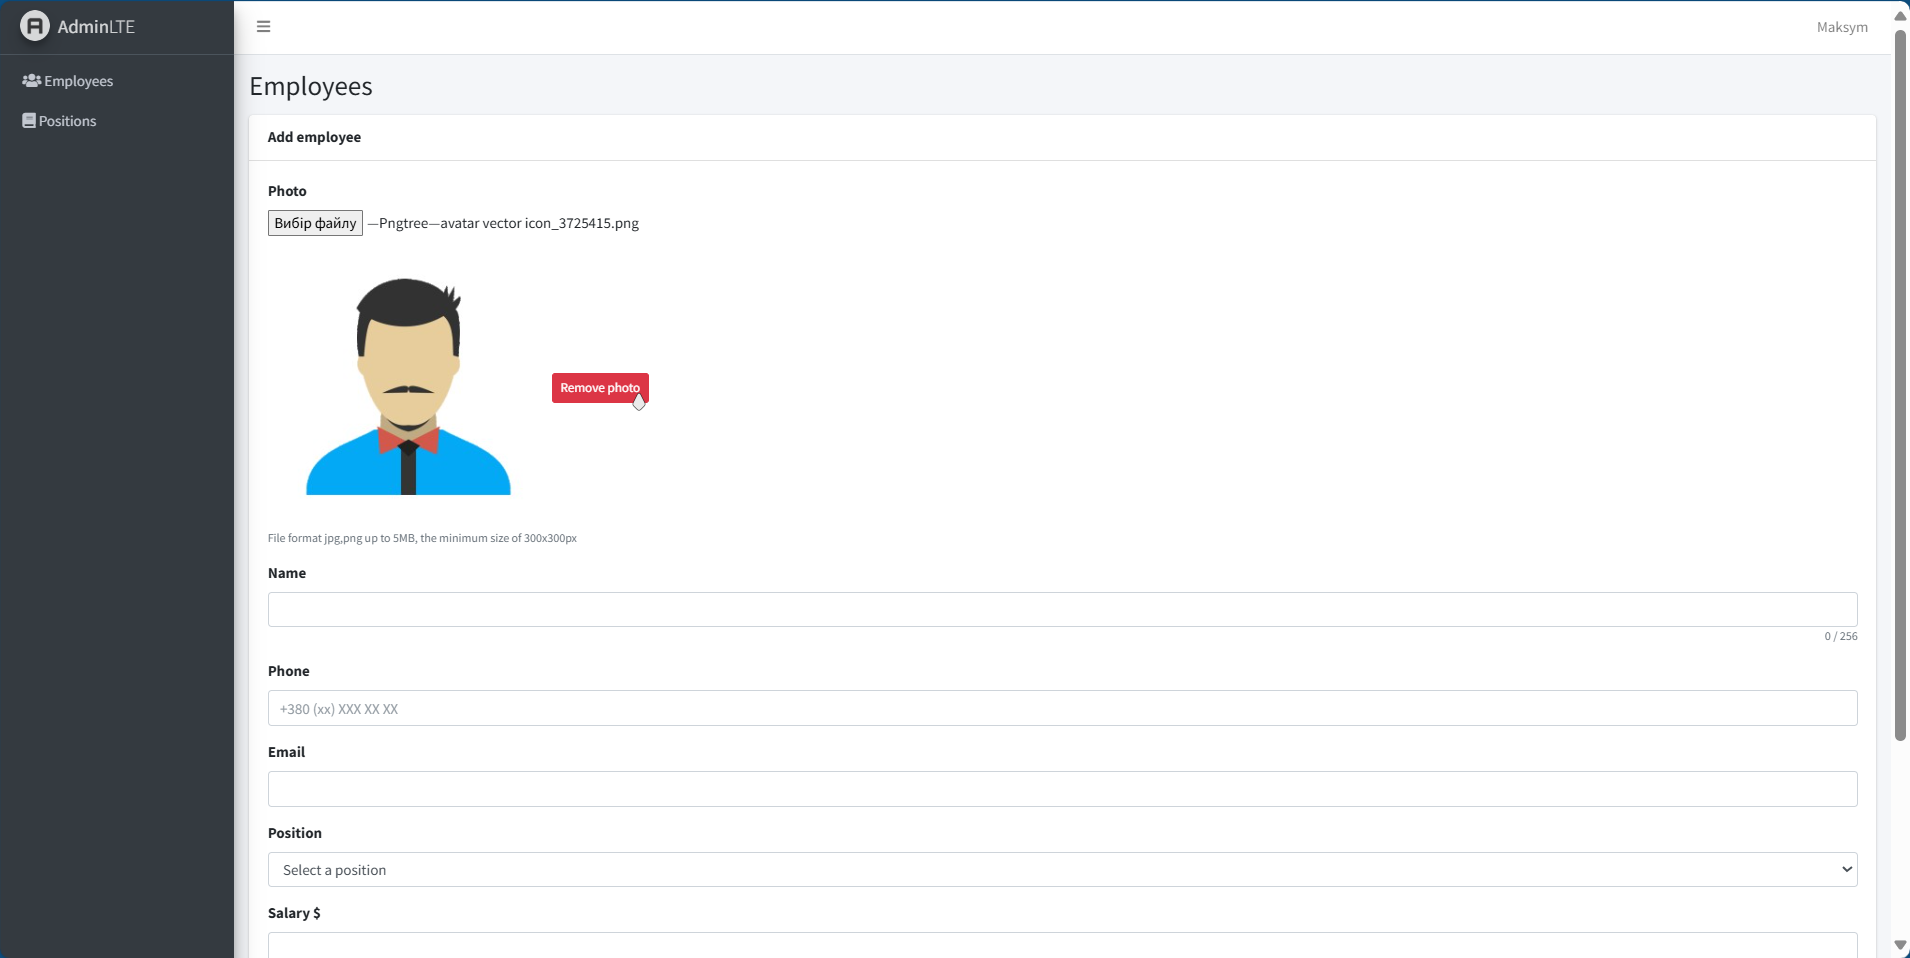 AdminLTE
Maksym
Employees
Positions
Employees
Add employee
Photo
Вибір файлу —Pngtree—avatar vector icon_3725415.png
Remove photo
File format jpg,png up to 5MB, the minimum size of 300x300px
Name
0 / 256
Phone
+380 (xx) XXX XX XX
Email
Position
Select a position
Salary $